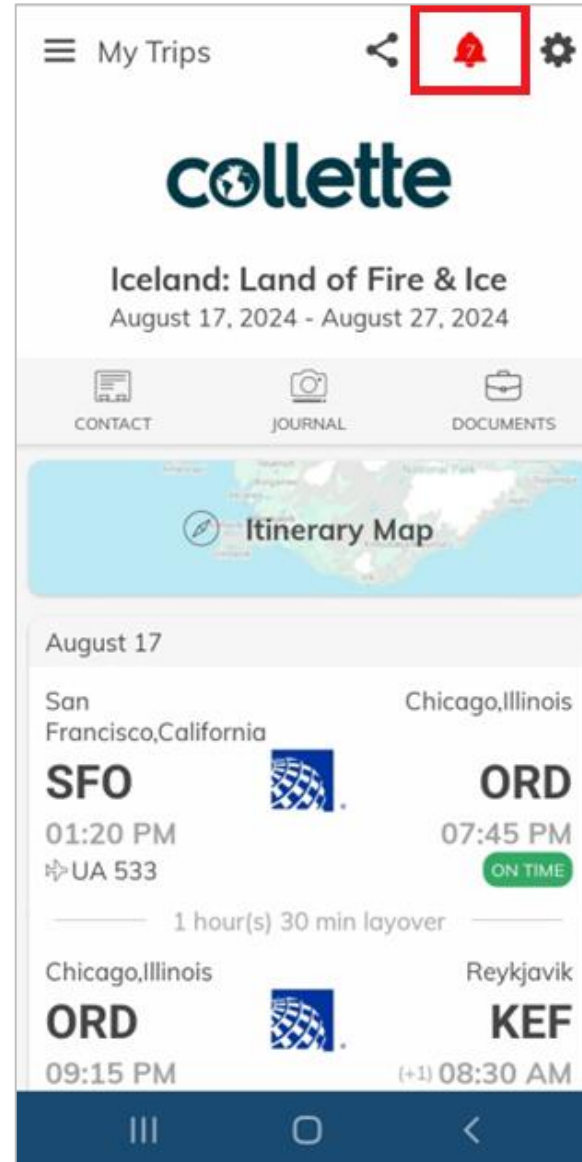 My Trips
7
collette
Iceland: Land of Fire & Ice
August 17, 2024 - August 27, 2024
CONTACT JOURNAL DOCUMENTS
Itinerary Map
August 17
San Chicago,Illinois
Francisco,California
SFO ORD
01:20 PM 07:45 PM
UA 533 ON TIME
1 hour(s) 30 min layover
Chicago,Illinois Reykjavik
ORD KEF
09:15 PM (+1) 08:30 AM